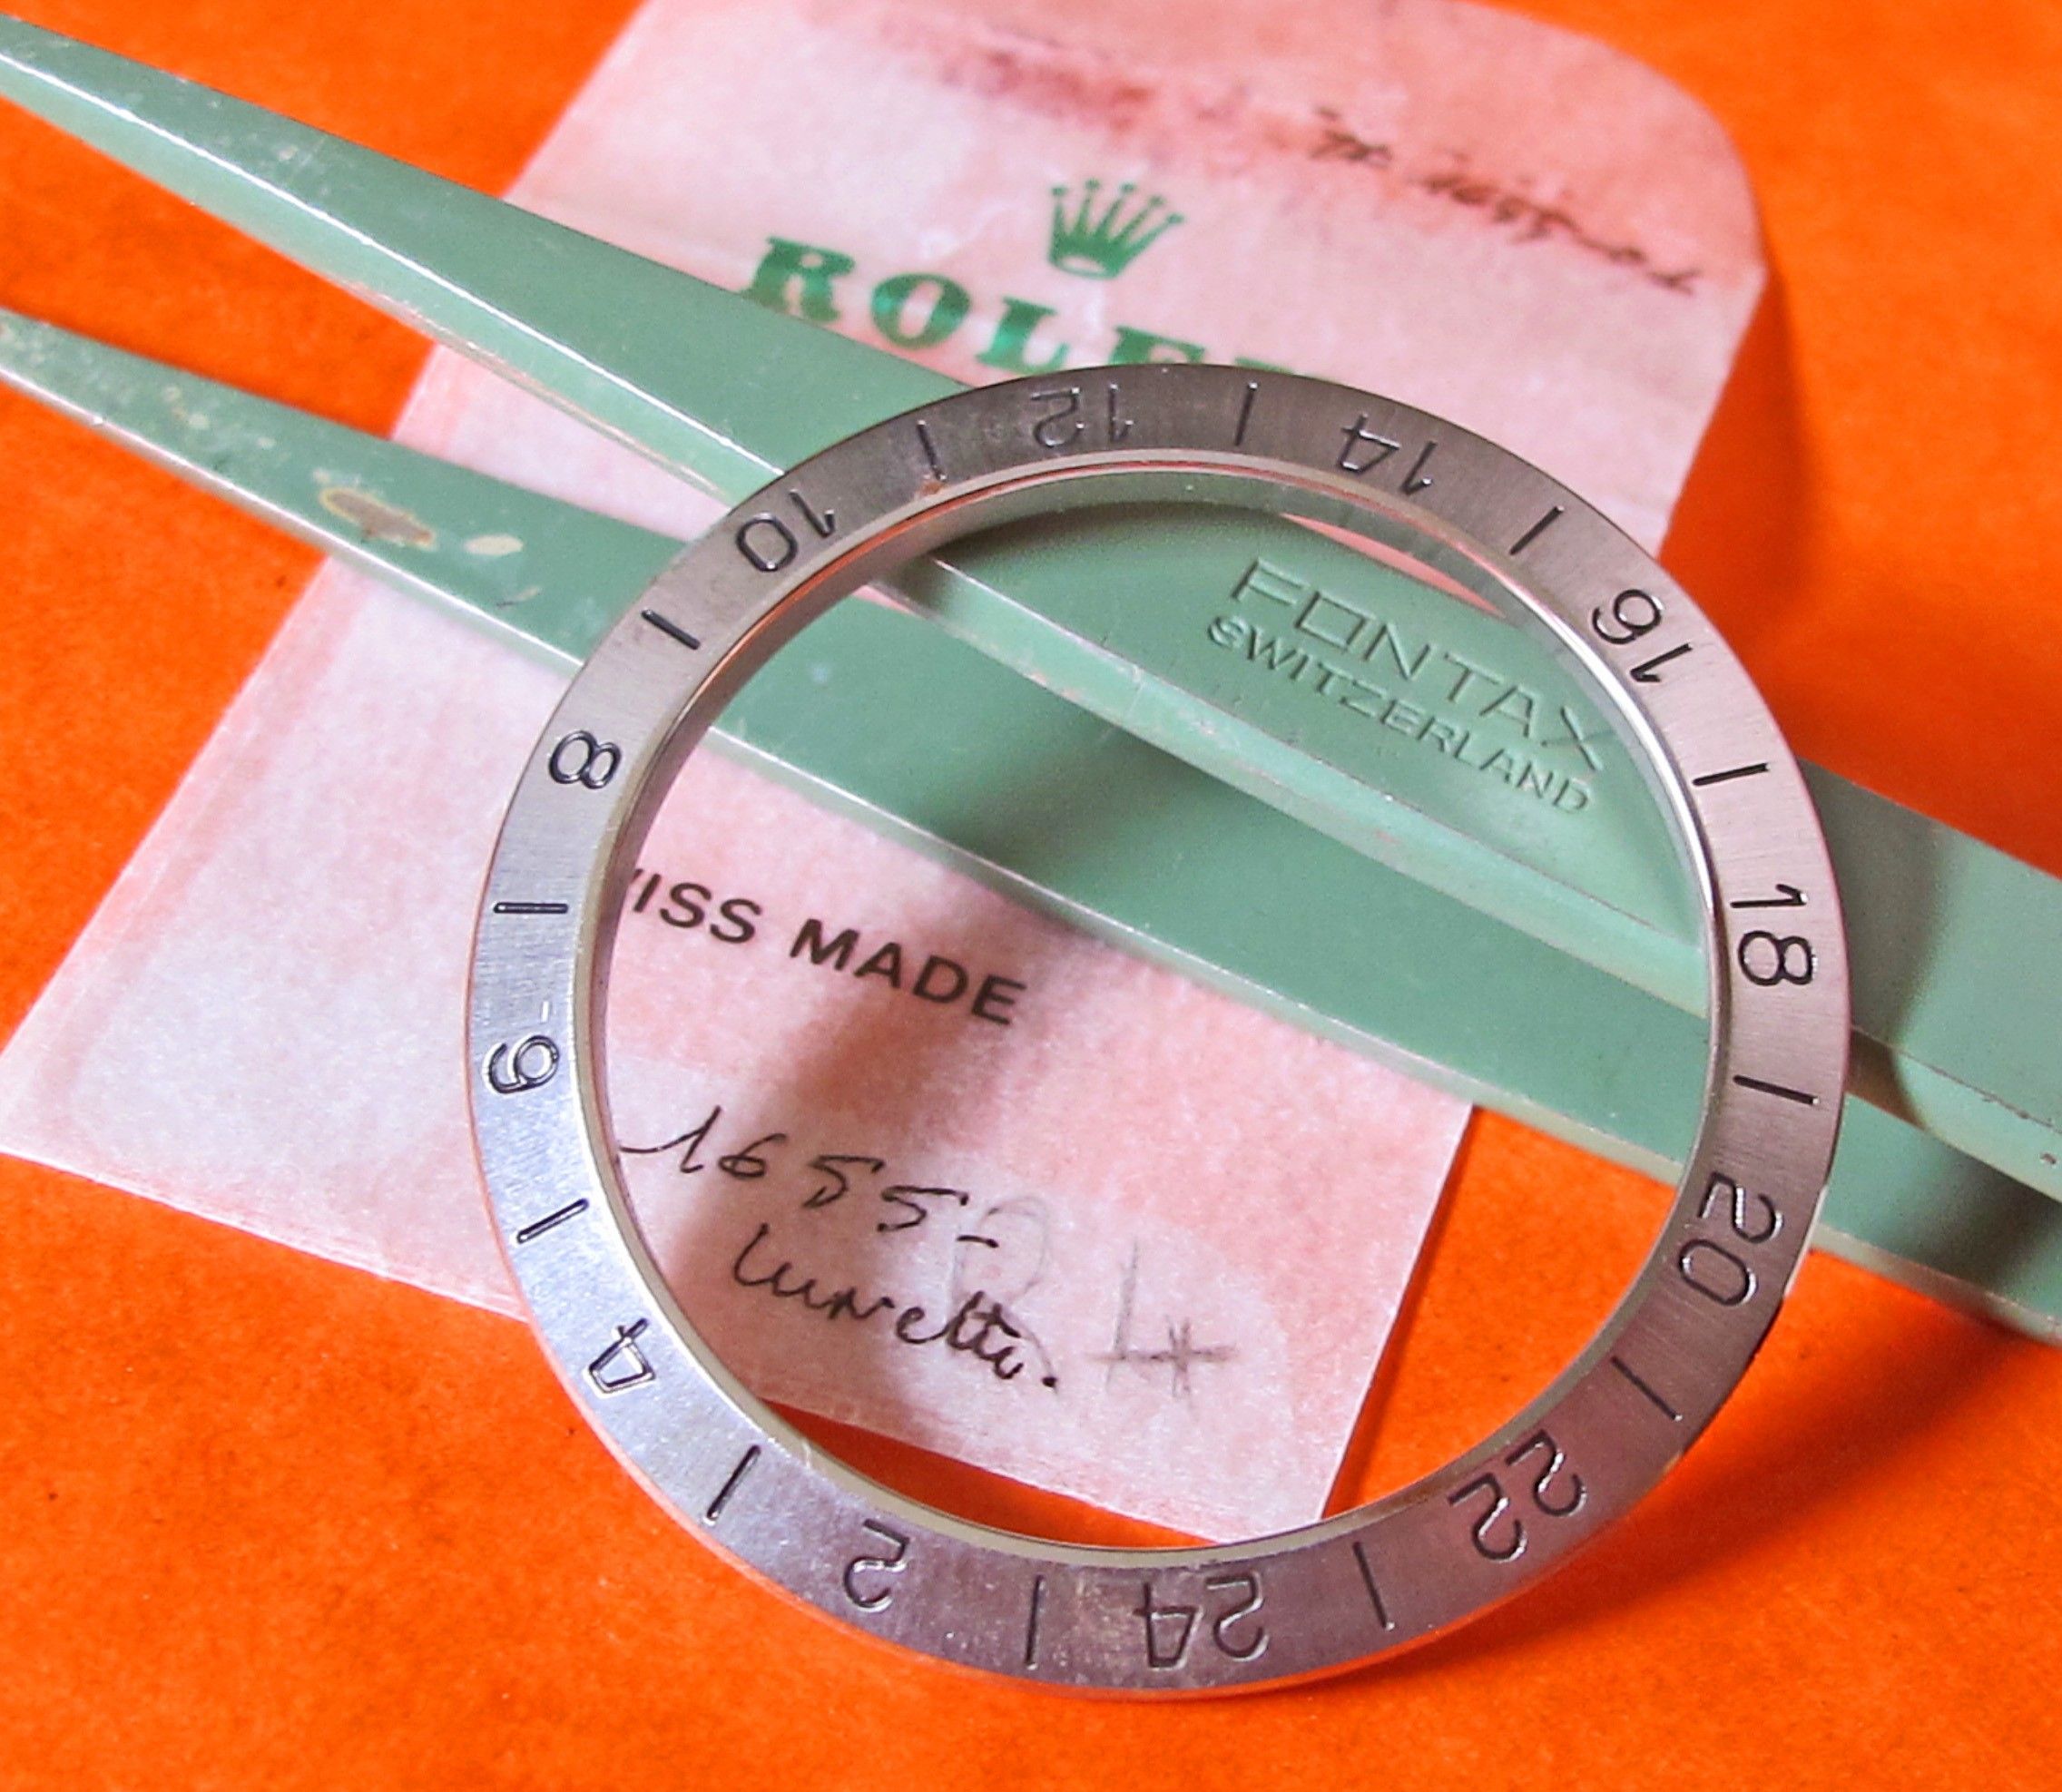 ROLEX
FONTAX
SWITZERLAND
ISS MADE
1655
lunette.
2
4
6
8
10
12
14
16
18
20
22
24